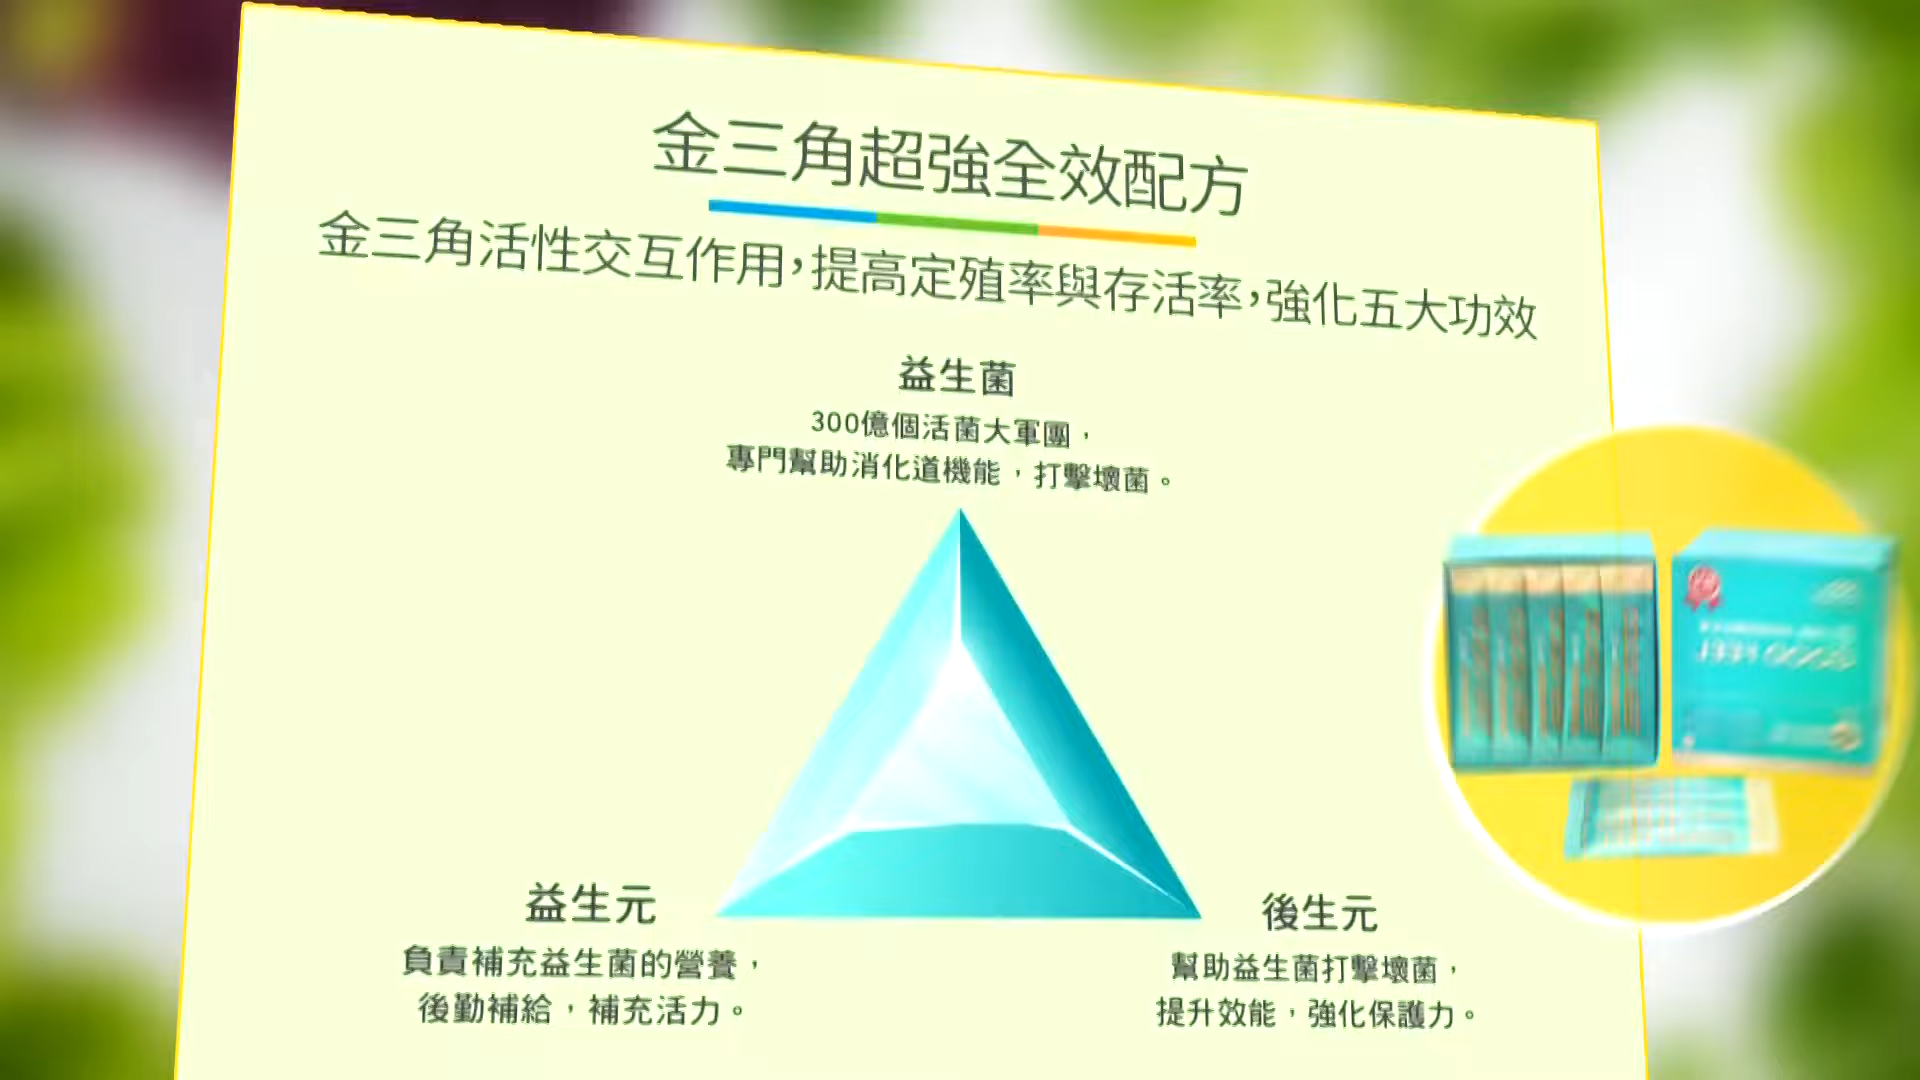 金三角超強全效配方
金三角活性交互作用,提高定殖率與存活率,強化五大功效
益生菌
300億個活菌大軍團,
專門幫助消化道機能,打擊壞菌。
益生元
負責補充益生菌的營養,
後勤補給,補充活力。
後生元
幫助益生菌打擊壞菌,
提升效能,強化保護力。